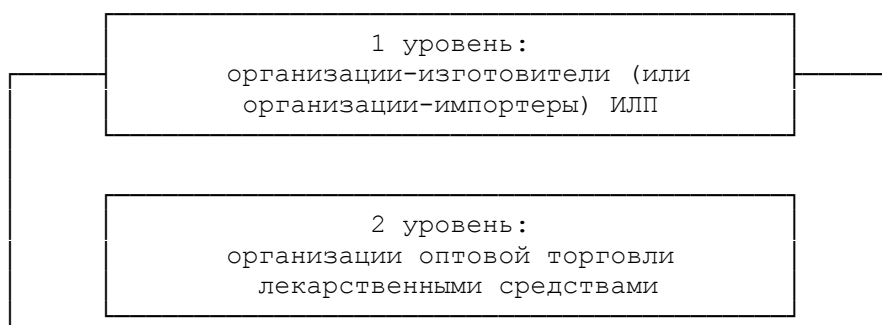 1 уровень:
организации-изготовители (или
организации-импортеры) ИЛП
2 уровень:
организации оптовой торговли
лекарственными средствами